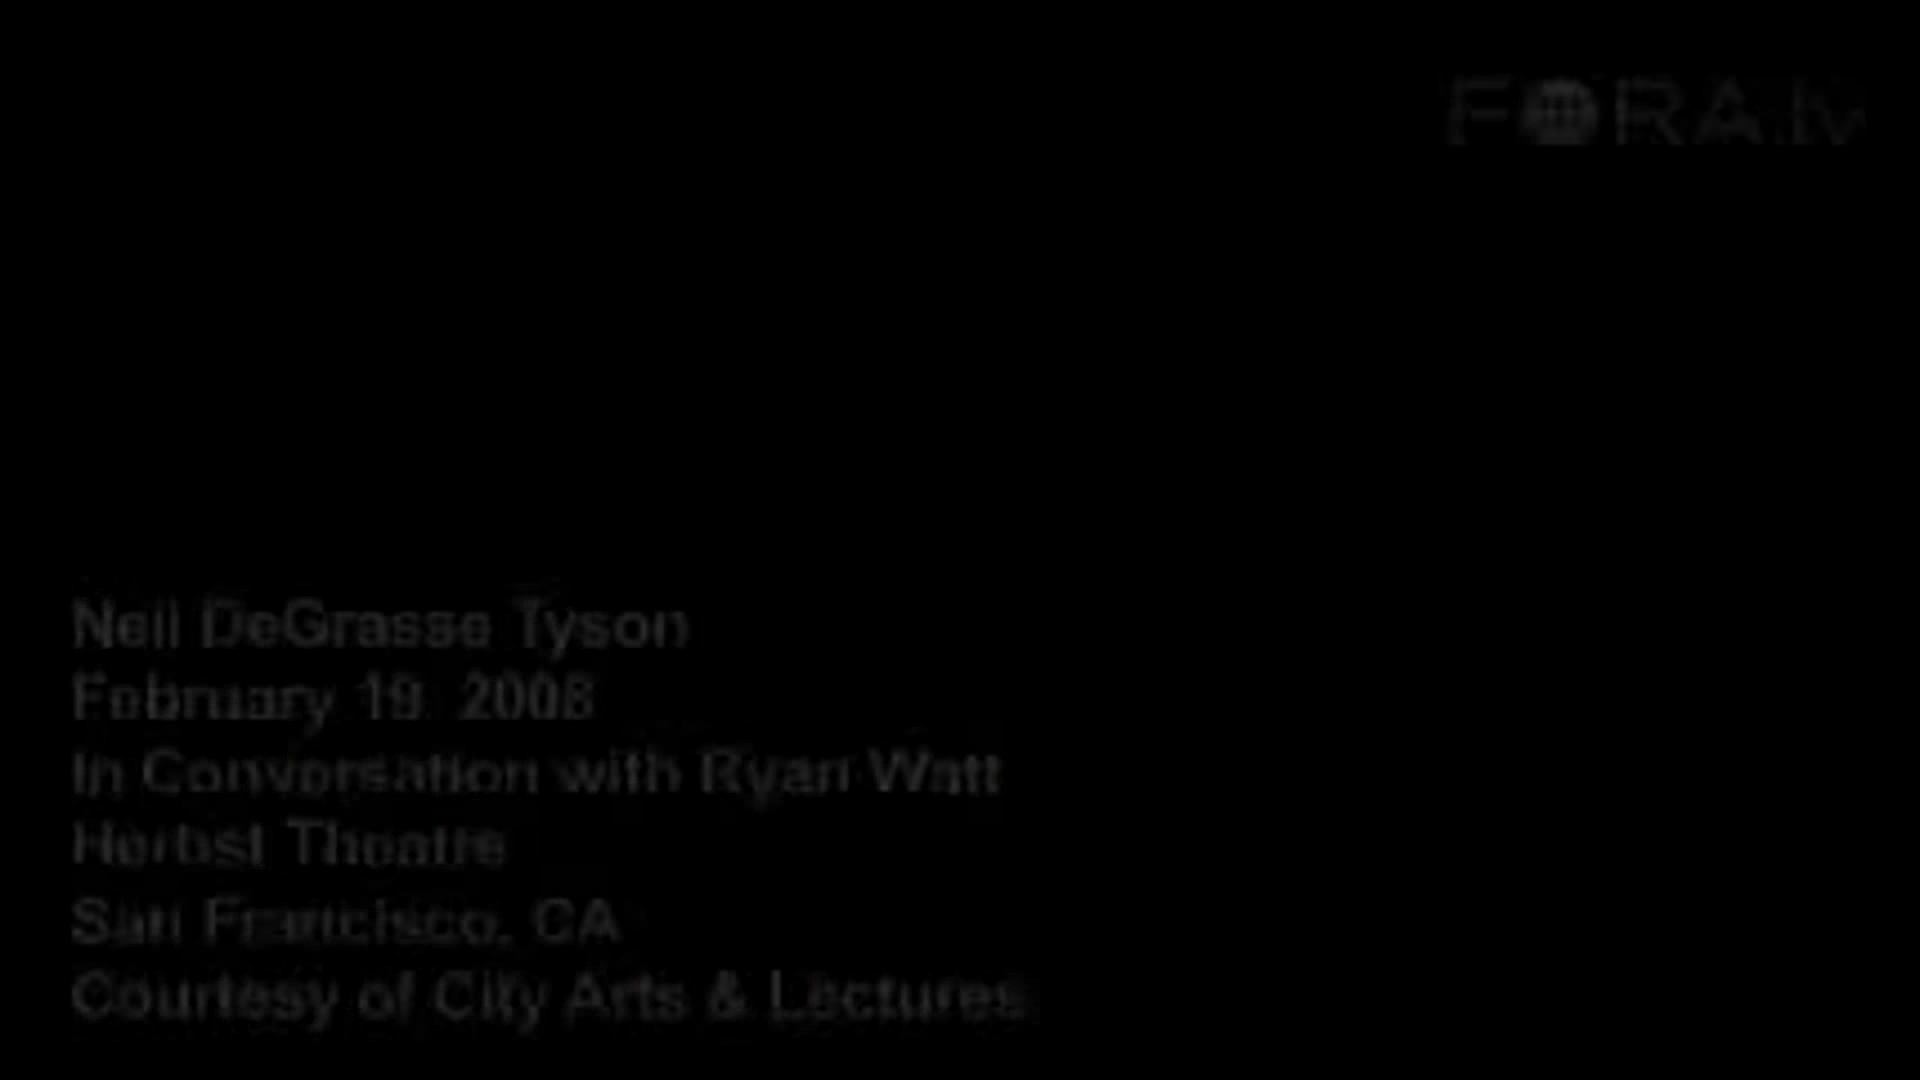 FORA.tv
Neil DeGrasse Tyson
February 19, 2008
In Conversation with Ryan Watt
Herbst Theatre
San Francisco, CA
Courtesy of City Arts & Lectures